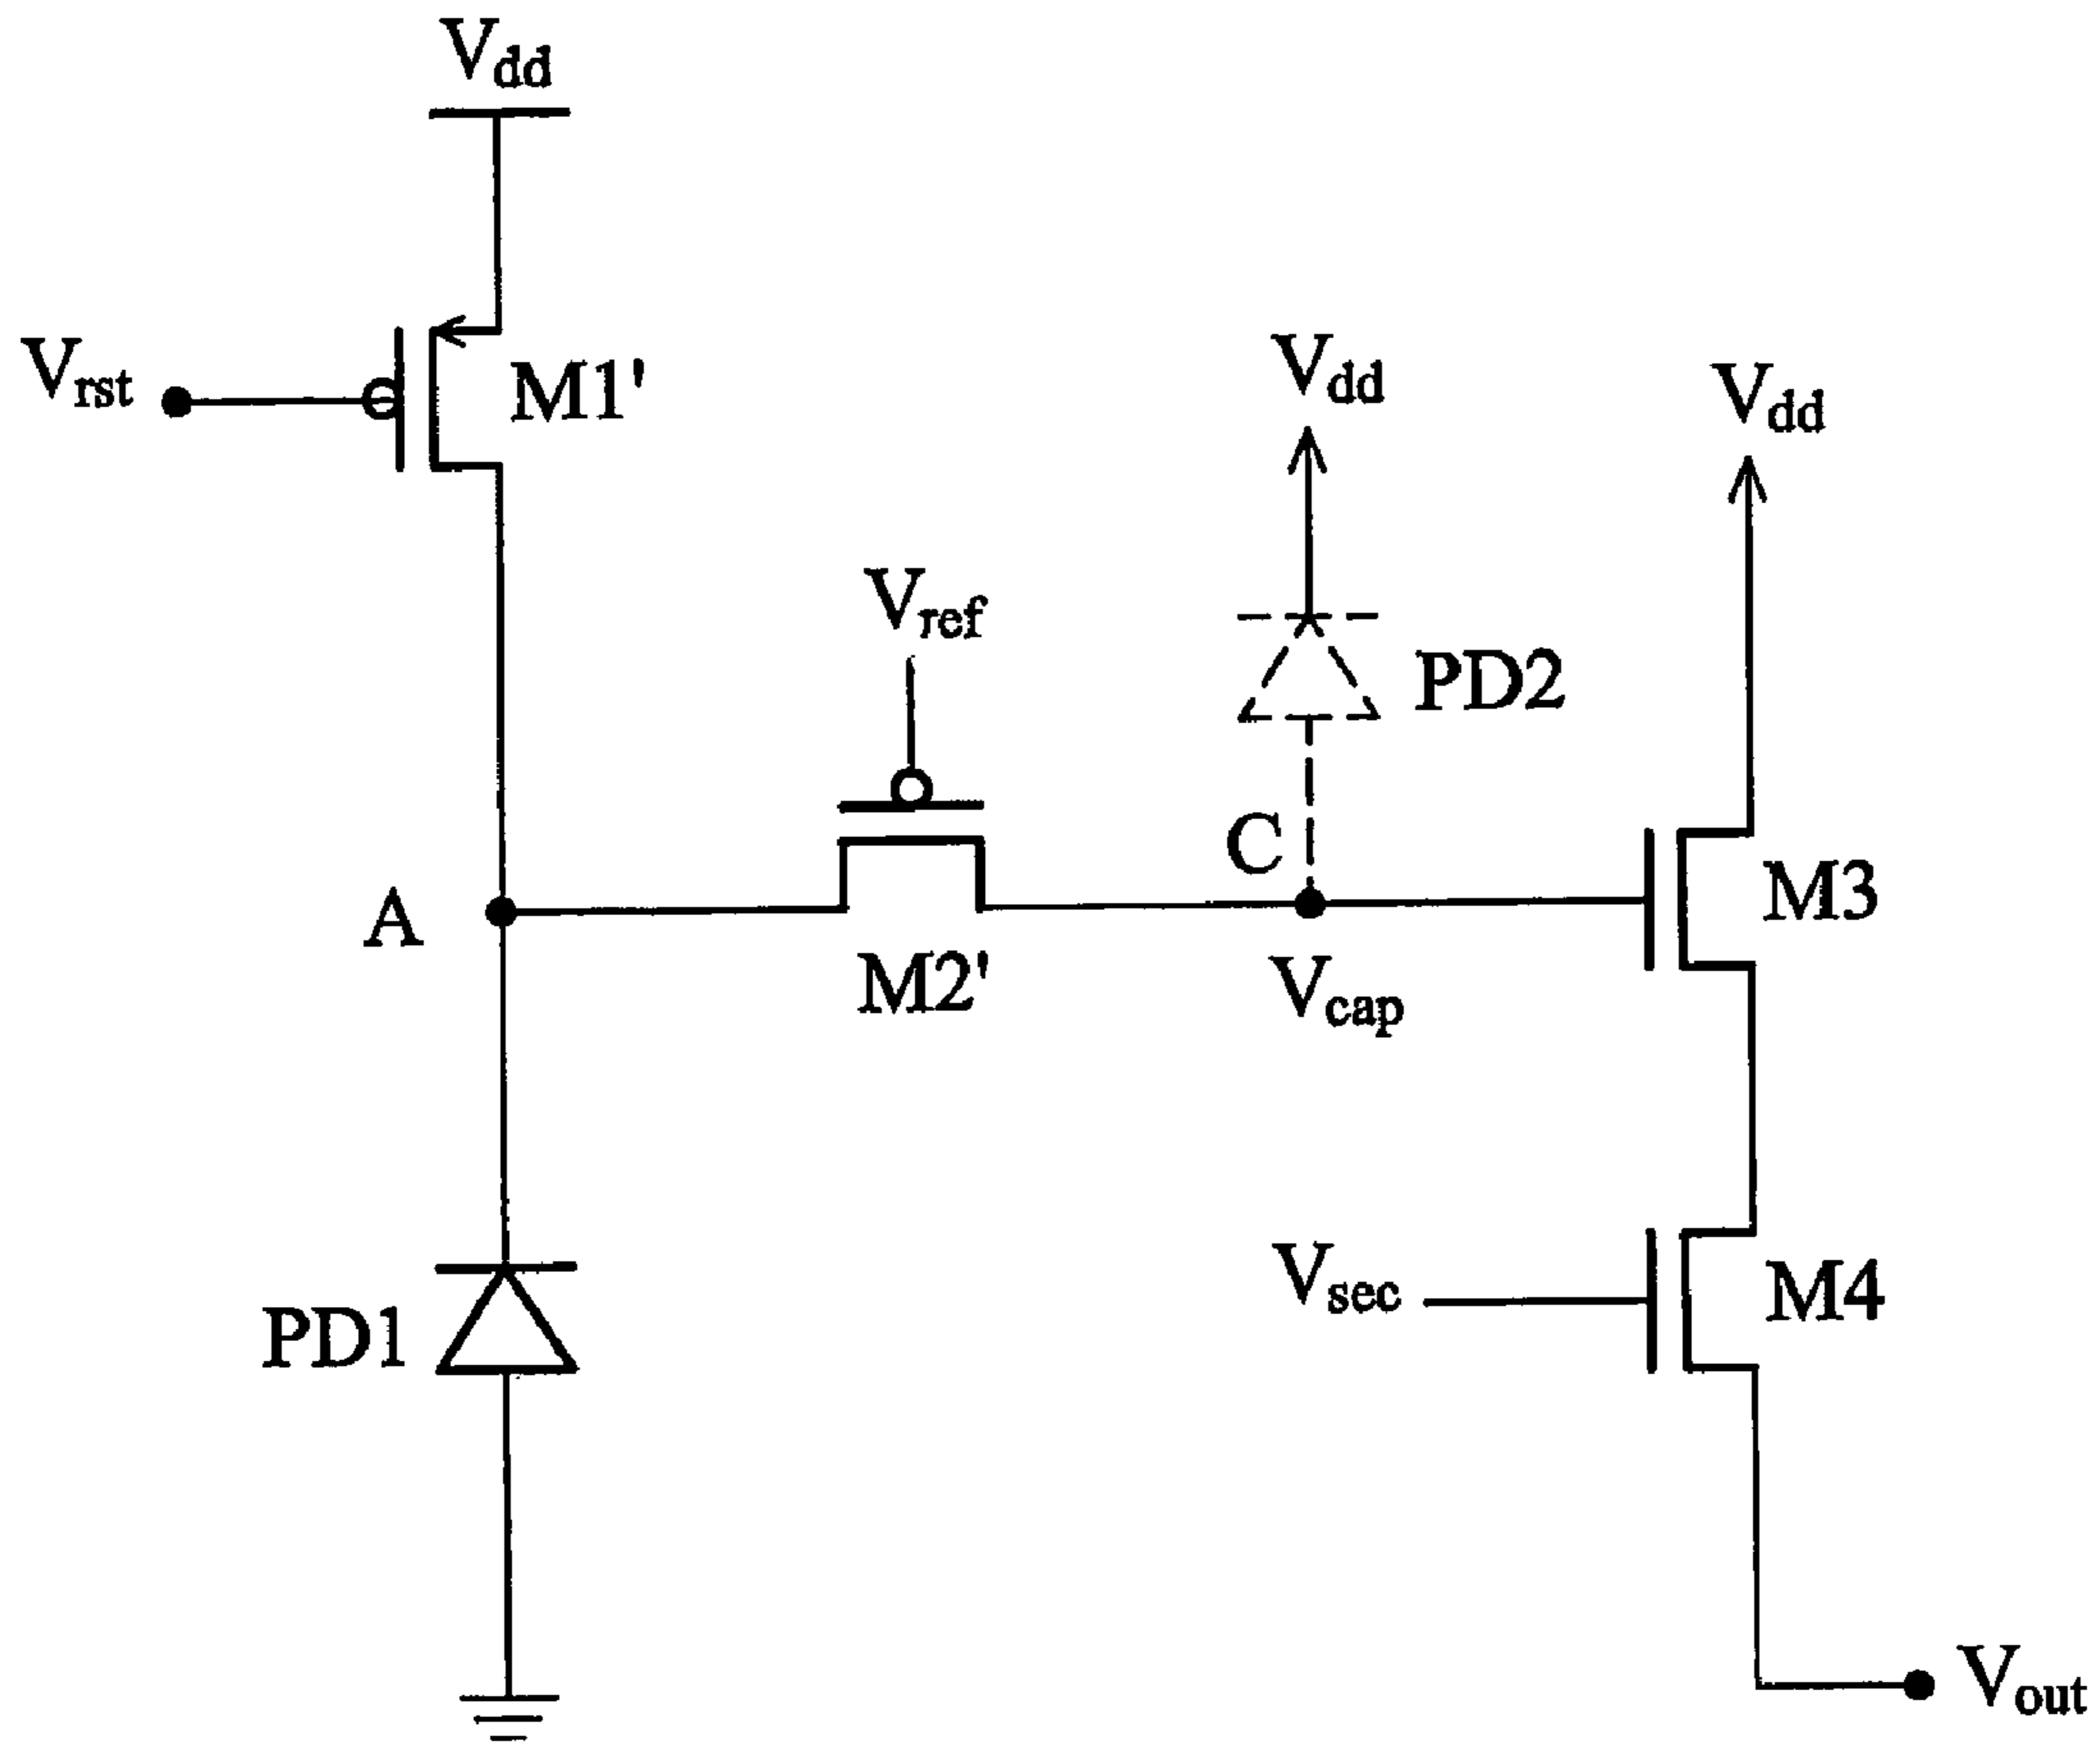 Vdd
Vrst
M1'
Vdd
Vdd
Vref
PD2
C
M3
A
M2'
Vcap
Vsec
M4
PD1
Vout